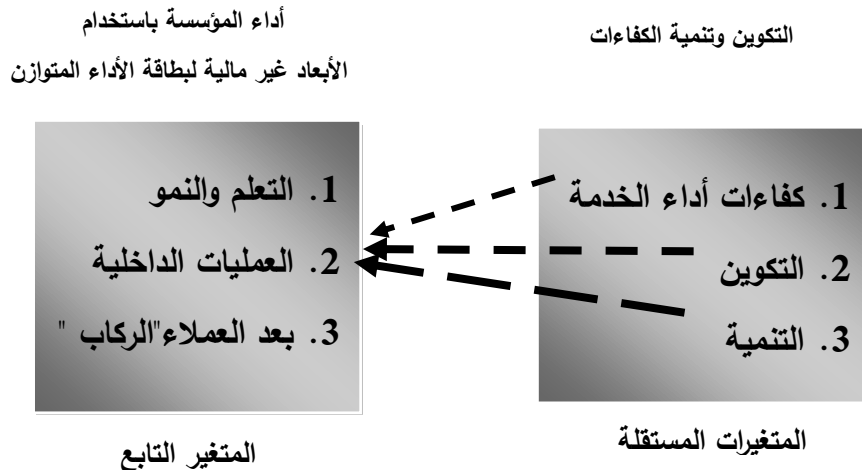 التكوين وتنمية الكفاءات
1. كفاءات أداء الخدمة
2. التكوين
3. التنمية
المتغيرات المستقلة
أداء المؤسسة باستخدام
الأبعاد غير مالية لبطاقة الأداء المتوازن
1. التعلم والنمو
2. العمليات الداخلية
3. بعد العملاء"الركاب "
المتغير التابع